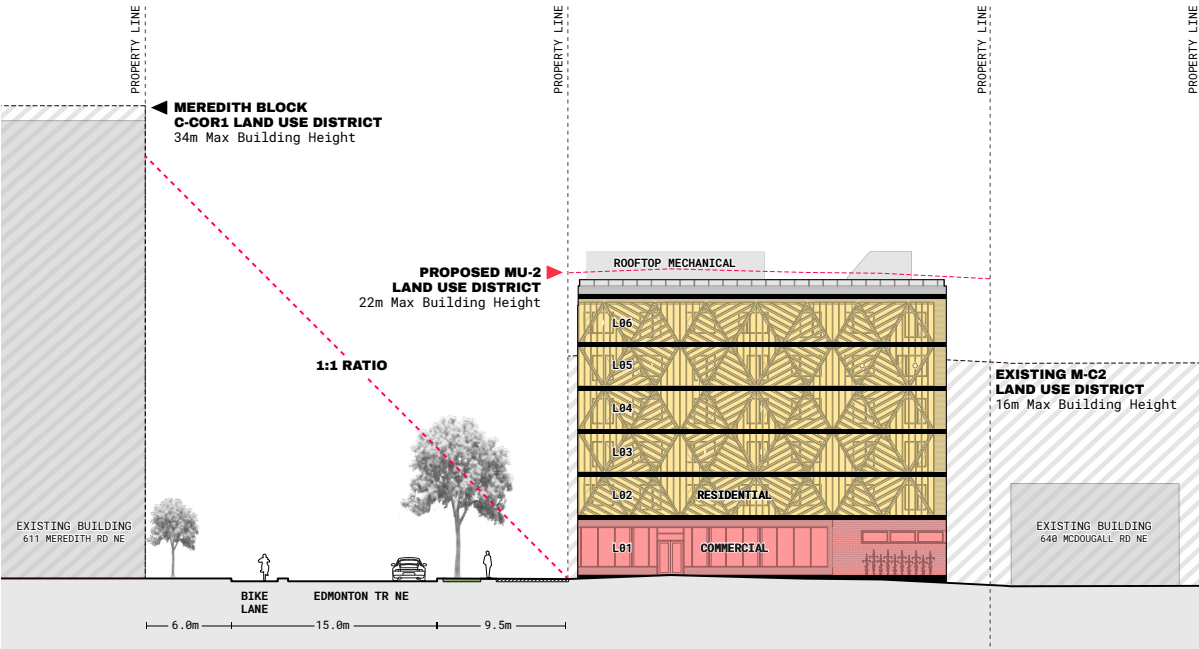 PROPERTY LINE
PROPERTY LINE
PROPERTY LINE
PROPERTY LINE
MEREDITH BLOCK
C-COR1 LAND USE DISTRICT
34m Max Building Height
PROPOSED MU-2
LAND USE DISTRICT
22m Max Building Height
ROOFTOP MECHANICAL
1:1 RATIO
L06
L05
L04
L03
L02
RESIDENTIAL
L01
COMMERCIAL
EXISTING M-C2
LAND USE DISTRICT
16m Max Building Height
EXISTING BUILDING
611 MEREDITH RD NE
EXISTING BUILDING
640 MCDOUGALL RD NE
BIKE
LANE
EDMONTON TR NE
6.0m
15.0m
9.5m